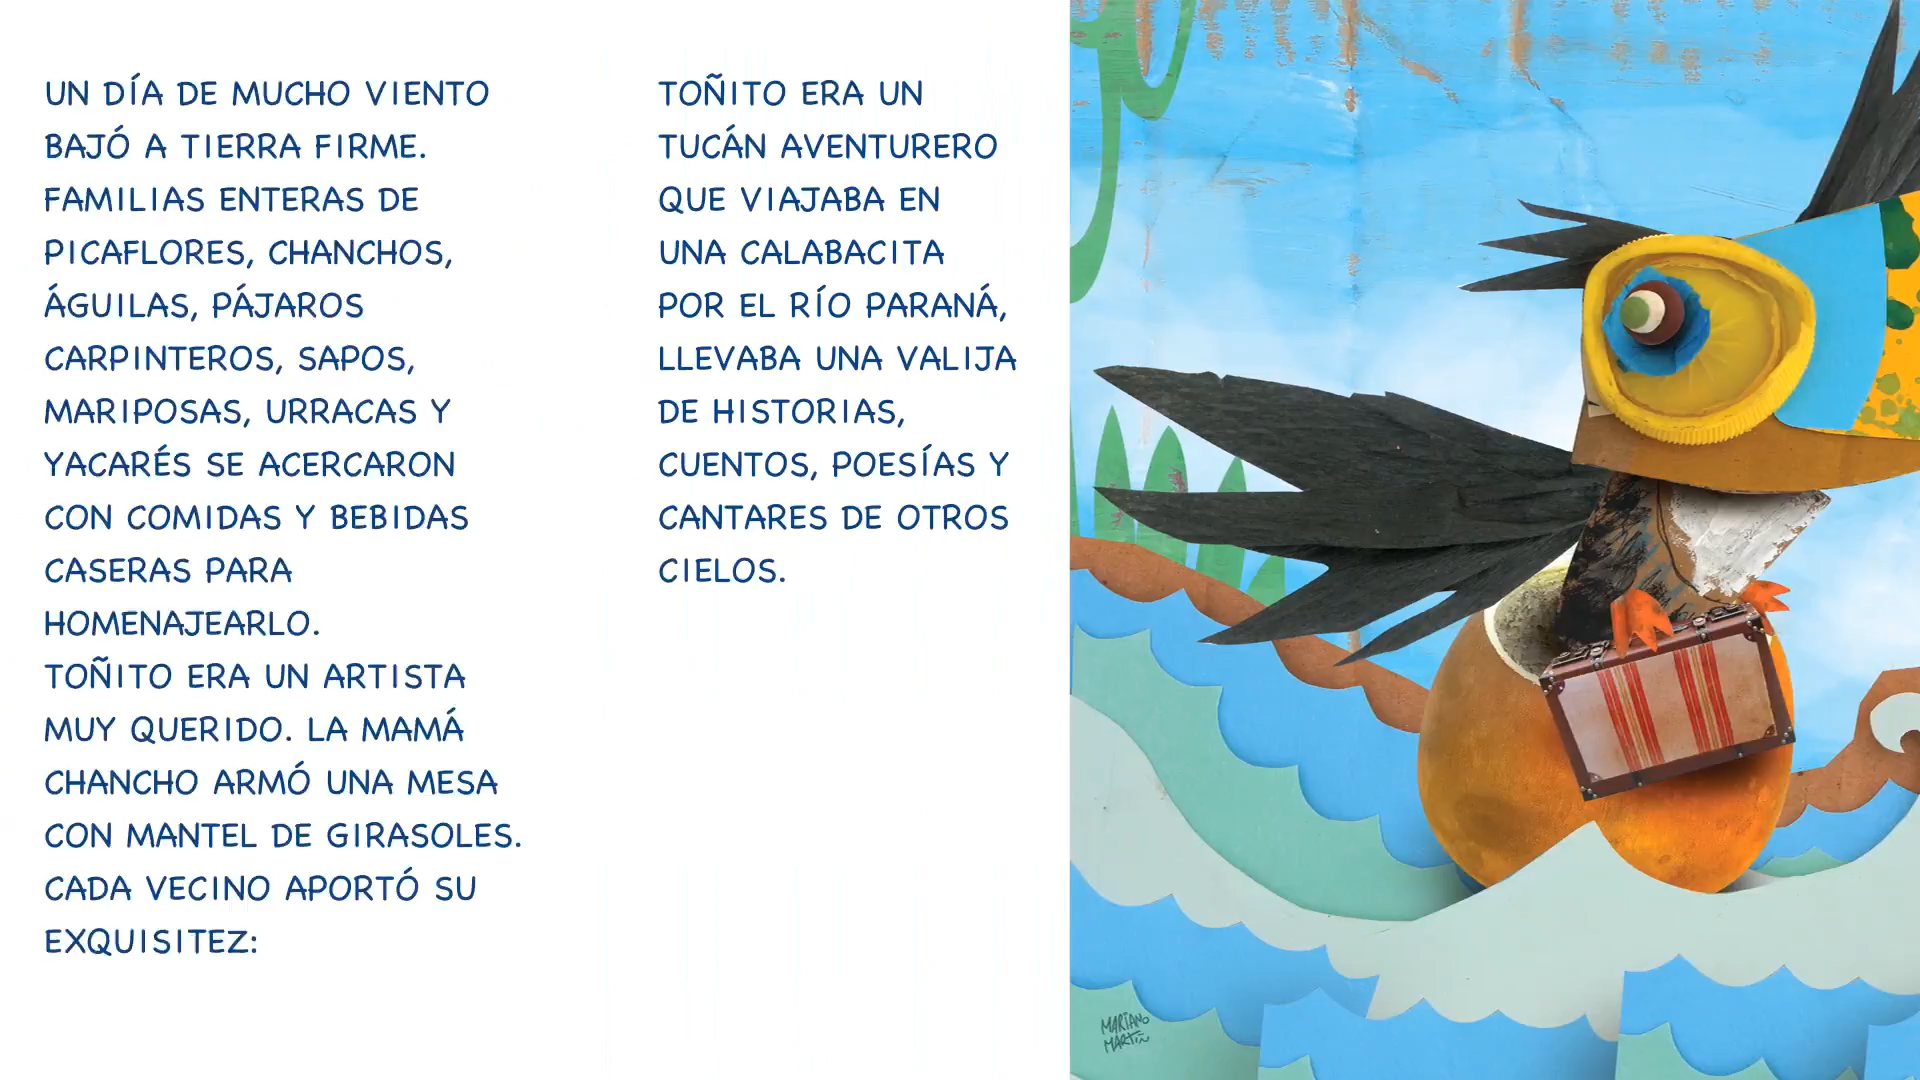 UN DÍA DE MUCHO VIENTO
BAJÓ A TIERRA FIRME.
FAMILIAS ENTERAS DE
PICAFLORES, CHANCHOS,
ÁGUILAS, PÁJAROS
CARPINTEROS, SAPOS,
MARIPOSAS, URRACAS Y
YACARÉS SE ACERCARON
CON COMIDAS Y BEBIDAS
CASERAS PARA
HOMENAJEARLO.
TOÑITO ERA UN ARTISTA
MUY QUERIDO. LA MAMÁ
CHANCHO ARMÓ UNA MESA
CON MANTEL DE GIRASOLES.
CADA VECINO APORTÓ SU
EXQUISITEZ:
TOÑITO ERA UN
TUCÁN AVENTURERO
QUE VIAJABA EN
UNA CALABACITA
POR EL RÍO PARANÁ,
LLEVABA UNA VALIJA
DE HISTORIAS,
CUENTOS, POESÍAS Y
CANTARES DE OTROS
CIELOS.
MARIANO
MARTIN